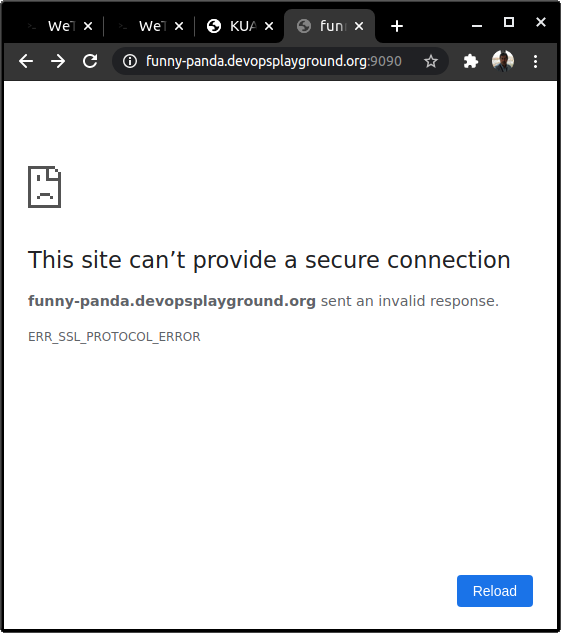 WeT
WeT
KUA
fun
funny-panda.devopsplayground.org:9090
This site can’t provide a secure connection
funny-panda.devopsplayground.org sent an invalid response.
ERR_SSL_PROTOCOL_ERROR
Reload